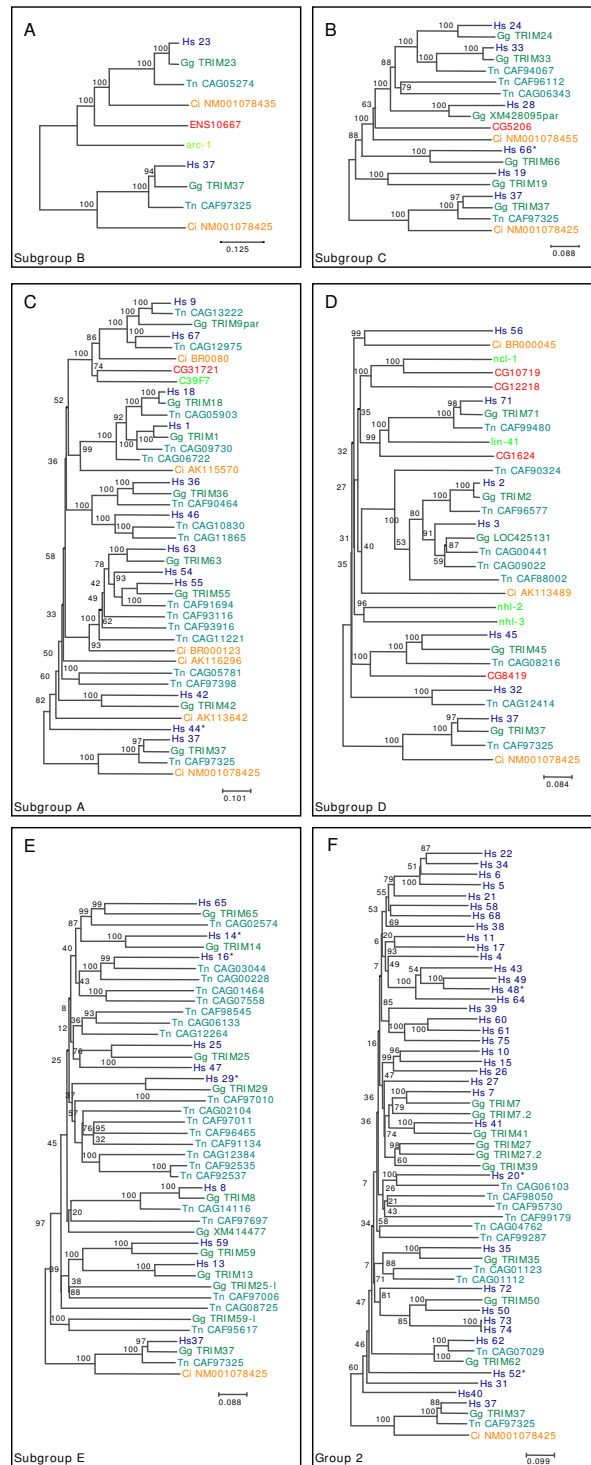 A
Hs 23
Gg TRIM23
Tn CAG05274
Ci NM001078435
ENS10667
arc-1
Hs 37
Gg TRIM37
Tn CAF97325
Ci NM001078425
100
100
100
100
94
100
100
0.125
Subgroup B
B
Hs 24
Gg TRIM24
Hs 33
Gg TRIM33
Tn CAF94067
Tn CAF96112
Tn CAG06343
Hs 28
Gg XM428095par
CG5206
Ci NM001078455
Hs 66*
Gg TRIM66
Hs 19
Gg TRIM19
Hs 37
Gg TRIM37
Tn CAF97325
Ci NM001078425
100
100
100
88
100
79
63
100
100
88
100
100
97
100
100
0.088
Subgroup C
C
Hs 9
Tn CAG13222
Gg TRIM9par
Hs 67
Tn CAG12975
Ci BR0080
CG31721
C39F7
Hs 18
Gg TRIM18
Tn CAG05903
Hs 1
Gg TRIM1
Tn CAG09730
Tn CAG06722
Ci AK115570
Hs 36
Gg TRIM36
Tn CAF90464
Hs 46
Tn CAG10830
Tn CAG11865
Hs 63
Gg TRIM63
Hs 54
Hs 55
Gg TRIM55
Tn CAF91694
Tn CAF93116
Tn CAF93916
Tn CAG11221
Ci BR000123
Ci AK116296
Tn CAG05781
Tn CAF97398
Hs 42
Gg TRIM42
Ci AK113642
Hs 44*
Hs 37
Gg TRIM37
Tn CAF97325
Ci NM001078425
0.101
Subgroup A
D
Hs 56
Ci BR000045
ncl-1
CG10719
CG12218
Hs 71
Gg TRIM71
Tn CAF99480
lin-41
CG1624
Tn CAF90324
Hs 2
Gg TRIM2
Tn CAF96577
Hs 3
Gg LOC425131
Tn CAG00441
Tn CAG09022
Tn CAF88002
Ci AK113489
nhl-2
nhl-3
Hs 45
Gg TRIM45
Tn CAG08216
CG8419
Hs 32
Tn CAG12414
Hs 37
Gg TRIM37
Tn CAF97325
Ci NM001078425
0.084
Subgroup D
E
Hs 65
Gg TRIM65
Tn CAG02574
Hs 14*
Gg TRIM14
Hs 16*
Tn CAG03044
Tn CAG00228
Tn CAG01464
Tn CAG07558
Tn CAF98545
Tn CAG06133
Tn CAG12264
Hs 25
Gg TRIM25
Hs 47
Hs 29*
Gg TRIM29
Tn CAF97010
Tn CAG02104
Tn CAF97011
Tn CAF96465
Tn CAF91134
Tn CAG12384
Tn CAF92535
Tn CAF92537
Hs 8
Gg TRIM8
Tn CAG14116
Tn CAF97697
Gg XM414477
Hs 59
Gg TRIM59
Hs 13
Gg TRIM13
Gg TRIM25-l
Tn CAF97006
Tn CAG08725
Gg TRIM59-l
Tn CAF95617
Hs37
Gg TRIM37
Tn CAF97325
Ci NM001078425
0.088
Subgroup E
F
Hs 22
Hs 34
Hs 6
Hs 5
Hs 21
Hs 58
Hs 68
Hs 38
Hs 11
Hs 17
Hs 4
Hs 43
Hs 49
Hs 48*
Hs 64
Hs 39
Hs 60
Hs 61
Hs 75
Hs 10
Hs 15
Hs 26
Hs 27
Hs 7
Gg TRIM7
Gg TRIM7.2
Hs 41
Gg TRIM41
Gg TRIM27
Gg TRIM27.2
Gg TRIM39
Hs 20*
Tn CAG06103
Tn CAF98050
Tn CAF95730
Tn CAF99179
Tn CAG04762
Tn CAF99287
Hs 35
Gg TRIM35
Tn CAG01123
Tn CAG01112
Hs 72
Gg TRIM50
Hs 50
Hs 73
Hs 74
Hs 62
Tn CAG07029
Gg TRIM62
Hs 52*
Hs 31
Hs40
Hs 37
Gg TRIM37
Tn CAF97325
Ci NM001078425
0.099
Group 2